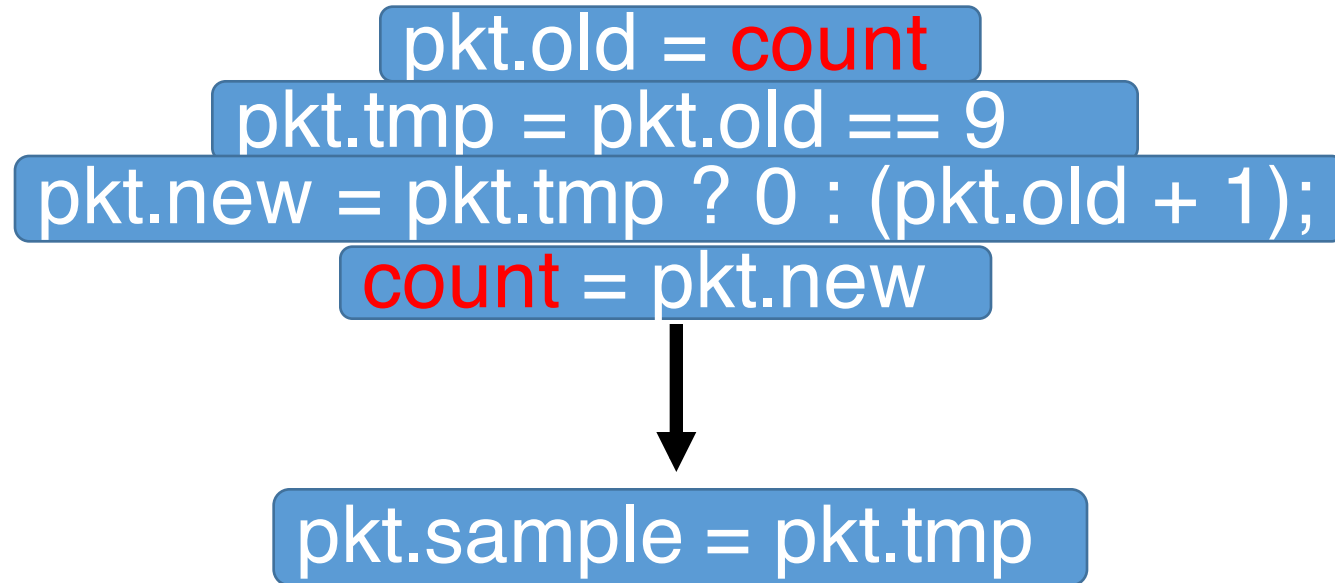 pkt.old = count
pkt.tmp = pkt.old == 9
pkt.new = pkt.tmp ? 0 : (pkt.old + 1);
count = pkt.new
pkt.sample = pkt.tmp